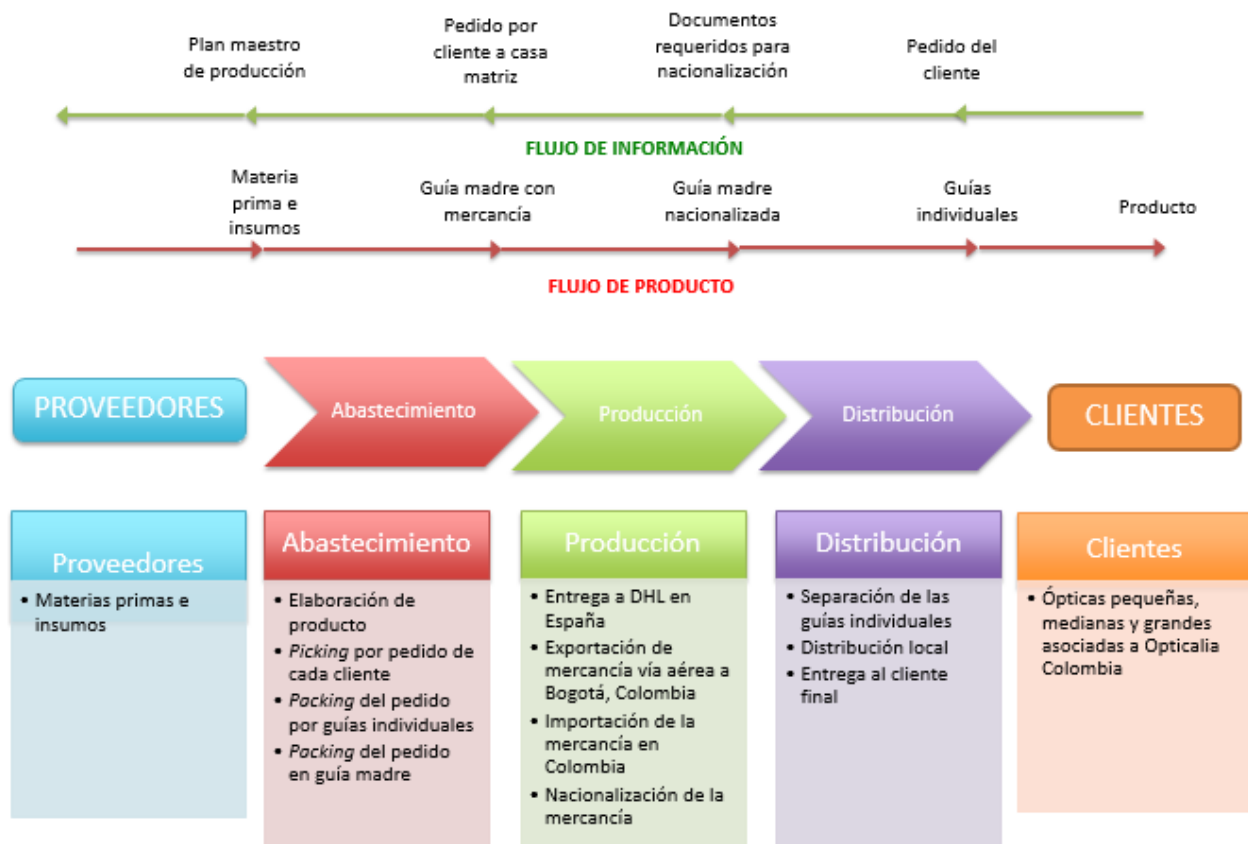 Plan maestro
de producción
Pedido por
cliente a casa
matriz
Documentos
requeridos para
nacionalización
Pedido del
cliente
FLUJO DE INFORMACIÓN
Materia
prima e
insumos
Guía madre con
mercancía
Guía madre
nacionalizada
Guías
individuales
Producto
FLUJO DE PRODUCTO
PROVEEDORES
Abastecimiento
Producción
Distribución
CLIENTES
Proveedores
• Materias primas e
insumos
Abastecimiento
• Elaboración de
producto
• Picking por pedido de
cada cliente
• Packing del pedido
por guías individuales
• Packing del pedido
en guía madre
Producción
• Entrega a DHL en
España
• Exportación de
mercancía vía aérea a
Bogotá, Colombia
• Importación de la
mercancía en
Colombia
• Nacionalización de la
mercancía
Distribución
• Separación de las
guías individuales
• Distribución local
• Entrega al cliente
final
Clientes
• Ópticas pequeñas,
medianas y grandes
asociadas a Opticalia
Colombia